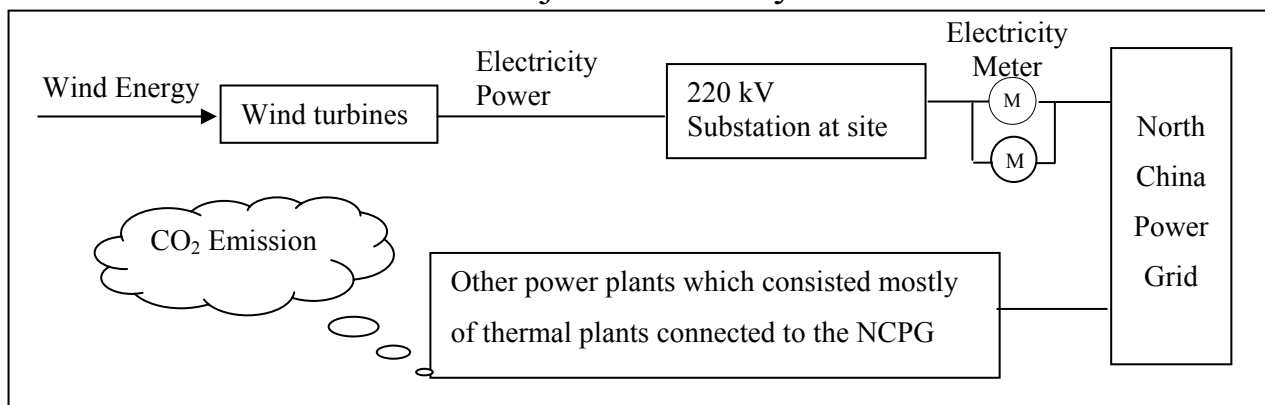 Wind Energy
Wind turbines
Electricity
Power
220 kV
Substation at site
Electricity
Meter
M
M
North
China
Power
Grid
CO₂ Emission
Other power plants which consisted mostly
of thermal plants connected to the NCPG